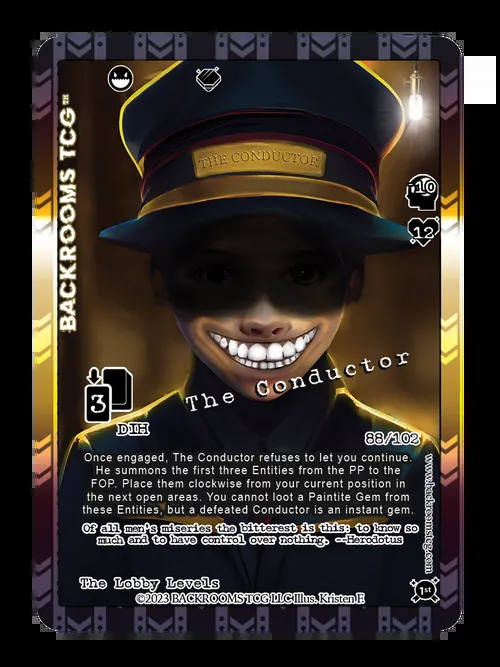 THE CONDUCTOR
BACKROOMS TCG™
10
12
The Conductor
3
DIH
88/102
Once engaged, The Conductor refuses to let you continue.
He summons the first three Entities from the PP to the
FOP. Place them clockwise from your current position in
the next open areas. You cannot loot a Paintite Gem from
these Entities, but a defeated Conductor is an instant gem.
Of all men's miseries the bitterest is this: to know so
much and to have control over nothing. --Herodotus
www.backroomstcg.com
The Lobby Levels
1st
©2023 BACKROOMS TCG LLC Illus. Kristen F.